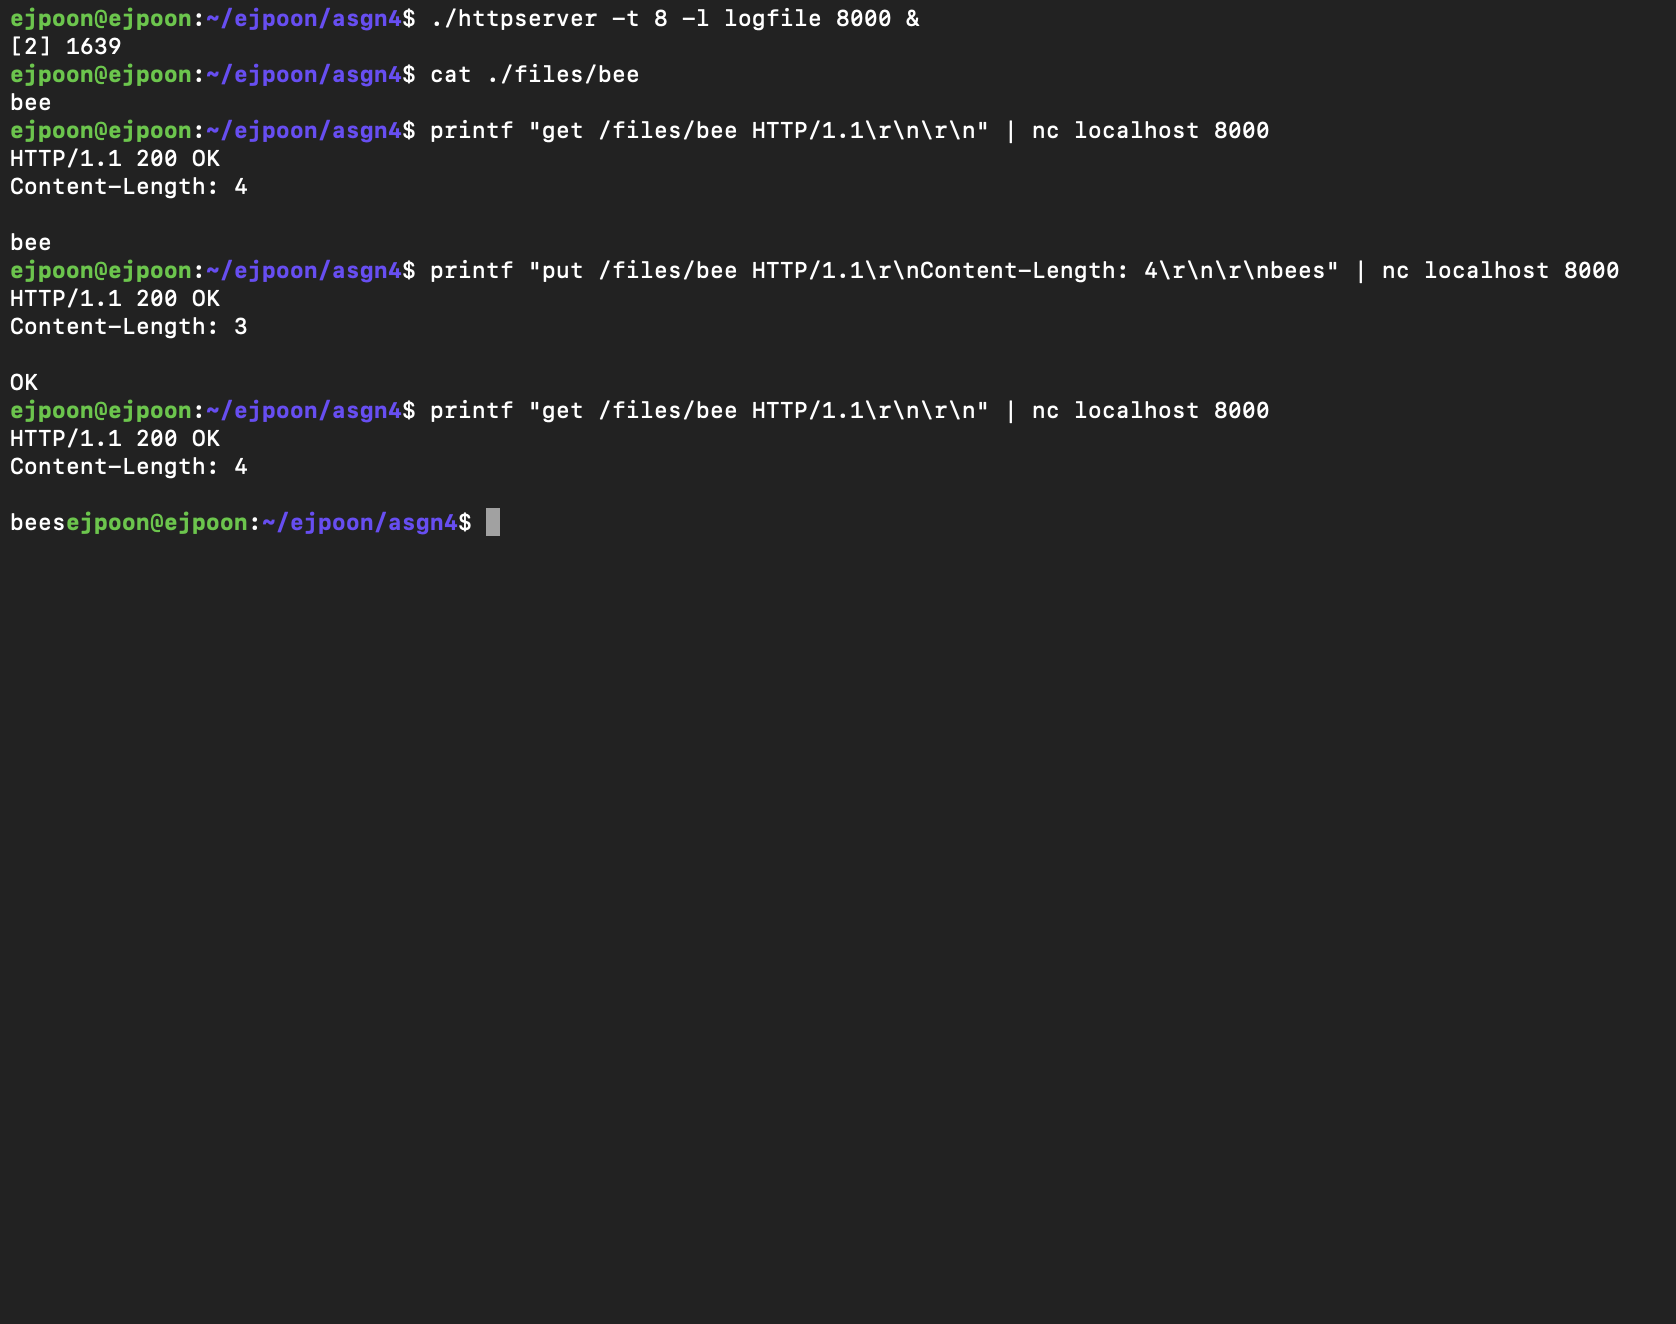 ejpoon@ejpoon:~/ejpoon/asgn4$ ./httpserver -t 8 -l logfile 8000 &
[2] 1639
ejpoon@ejpoon:~/ejpoon/asgn4$ cat ./files/bee
bee
ejpoon@ejpoon:~/ejpoon/asgn4$ printf "get /files/bee HTTP/1.1\r\n\r\n" | nc localhost 8000
HTTP/1.1 200 OK
Content-Length: 4

bee
ejpoon@ejpoon:~/ejpoon/asgn4$ printf "put /files/bee HTTP/1.1\r\nContent-Length: 4\r\n\r\nbees" | nc localhost 8000
HTTP/1.1 200 OK
Content-Length: 3

OK
ejpoon@ejpoon:~/ejpoon/asgn4$ printf "get /files/bee HTTP/1.1\r\n\r\n" | nc localhost 8000
HTTP/1.1 200 OK
Content-Length: 4

beesejpoon@ejpoon:~/ejpoon/asgn4$